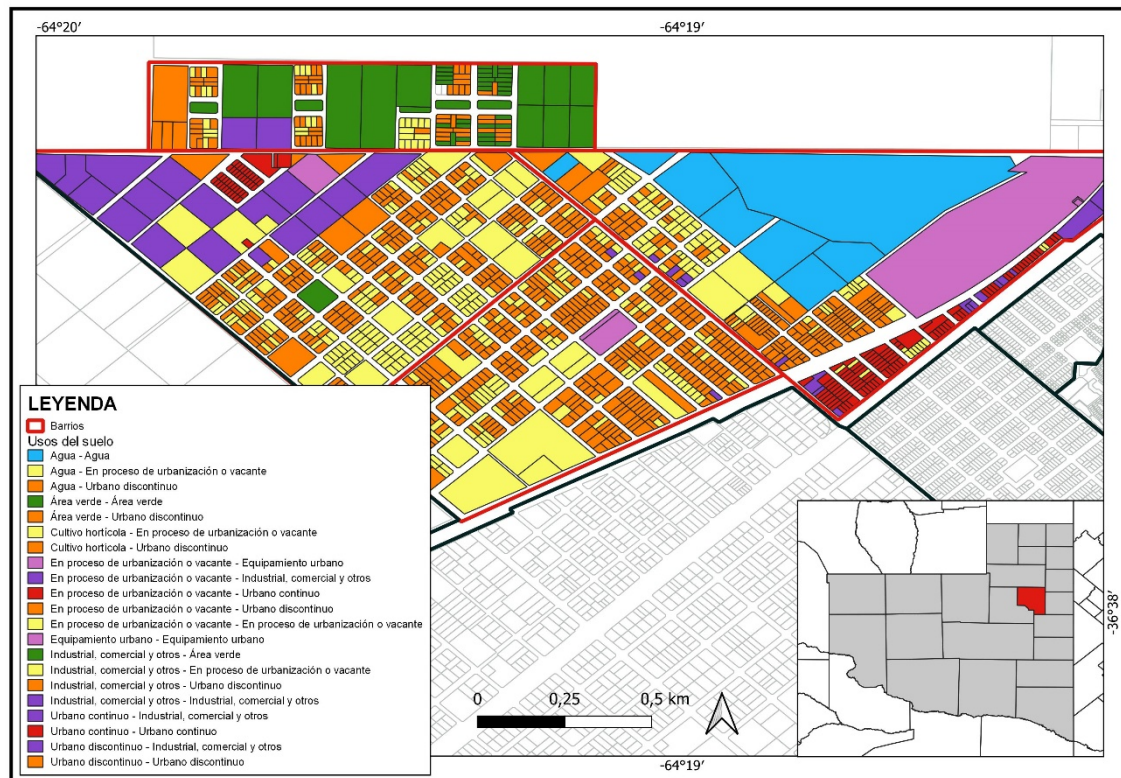 -64°20′
-64°19′
LEYENDA
Barrios
Usos del suelo
Agua - Agua
Agua - En proceso de urbanización o vacante
Agua - Urbano discontinuo
Área verde - Área verde
Área verde - Urbano discontinuo
Cultivo hortícola - En proceso de urbanización o vacante
Cultivo hortícola - Urbano discontinuo
En proceso de urbanización o vacante - Equipamiento urbano
En proceso de urbanización o vacante - Industrial, comercial y otros
En proceso de urbanización o vacante - Urbano continuo
En proceso de urbanización o vacante - Urbano discontinuo
En proceso de urbanización o vacante - En proceso de urbanización o vacante
Equipamiento urbano - Equipamiento urbano
Industrial, comercial y otros - Área verde
Industrial, comercial y otros - En proceso de urbanización o vacante
Industrial, comercial y otros - Urbano discontinuo
Industrial, comercial y otros - Industrial, comercial y otros
Urbano continuo - Industrial, comercial y otros
Urbano continuo - Urbano continuo
Urbano discontinuo - Industrial, comercial y otros
Urbano discontinuo - Urbano discontinuo
0 0,25 0,5 km
-36°38′
-64°19′